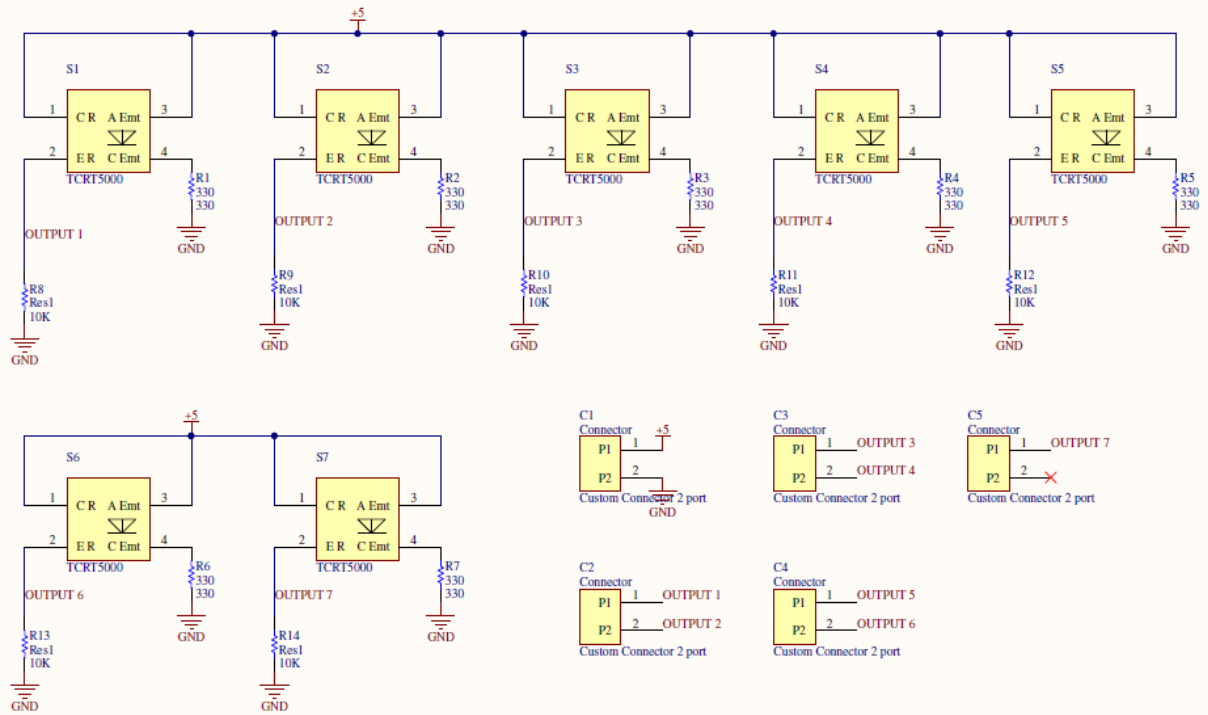 +5
S1
1
C R
A Emt
3
2
E R
C Emt
4
TCRT5000
R1
330
330
GND
OUTPUT 1
R8
Res1
10K
GND
S2
1
C R
A Emt
3
2
E R
C Emt
4
TCRT5000
R2
330
330
GND
OUTPUT 2
R9
Res1
10K
GND
S3
1
C R
A Emt
3
2
E R
C Emt
4
TCRT5000
R3
330
330
GND
OUTPUT 3
R10
Res1
10K
GND
S4
1
C R
A Emt
3
2
E R
C Emt
4
TCRT5000
R4
330
330
GND
OUTPUT 4
R11
Res1
10K
GND
S5
1
C R
A Emt
3
2
E R
C Emt
4
TCRT5000
R5
330
330
GND
OUTPUT 5
R12
Res1
10K
GND
+5
S6
1
C R
A Emt
3
2
E R
C Emt
4
TCRT5000
R6
330
330
GND
OUTPUT 6
R13
Res1
10K
GND
S7
1
C R
A Emt
3
2
E R
C Emt
4
TCRT5000
R7
330
330
GND
OUTPUT 7
R14
Res1
10K
GND
C1
Connector
P1
1
+5
P2
2
Custom Connector 2 port
GND
C3
Connector
P1
1
OUTPUT 3
P2
2
OUTPUT 4
Custom Connector 2 port
C5
Connector
P1
1
OUTPUT 7
P2
2
Custom Connector 2 port
C2
Connector
P1
1
OUTPUT 1
P2
2
OUTPUT 2
Custom Connector 2 port
C4
Connector
P1
1
OUTPUT 5
P2
2
OUTPUT 6
Custom Connector 2 port